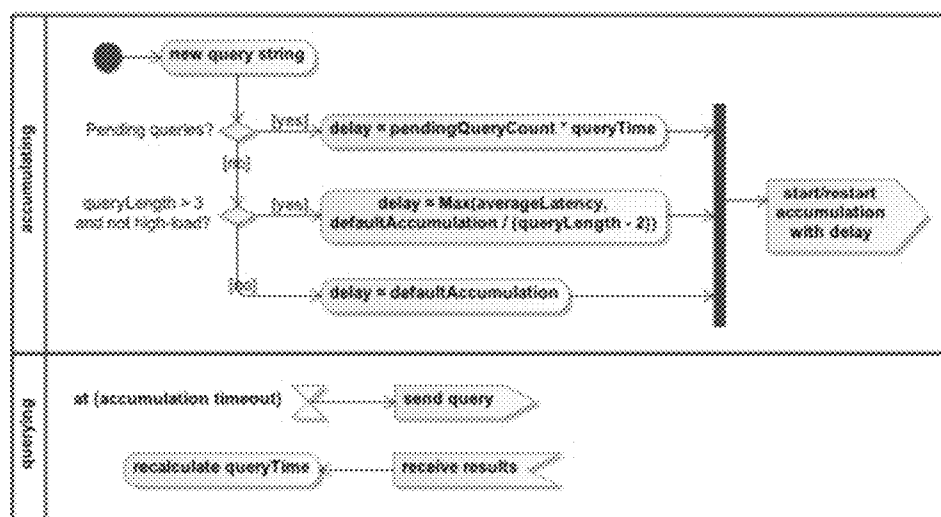 accumulating
new query string
Pending queries?
[yes]
delay = pendingQueryCount * queryTime
[no]
queryLength > 3
and not high-load?
[yes]
delay = Max(averageLatency,
defaultAccumulation / (queryLength - 2))
[no]
delay = defaultAccumulation
start/restart
accumulation
with delay
querying
at (accumulation timeout)
send query
recalculate queryTime
receive results